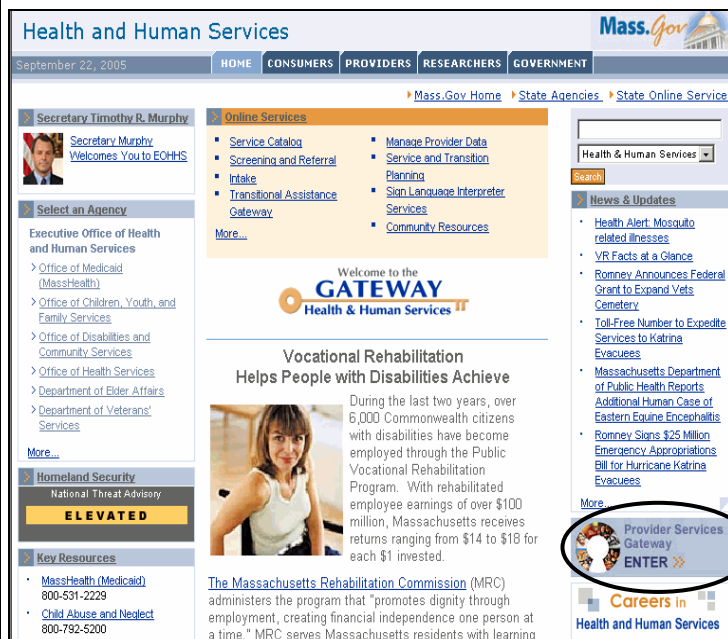 Health and Human Services
Mass.Gov
September 22, 2005
HOME CONSUMERS PROVIDERS RESEARCHERS GOVERNMENT
Mass.Gov Home State Agencies State Online Service
Secretary Timothy R. Murphy
Secretary Murphy
Welcomes You to EOHHS
Select an Agency
Executive Office of Health
and Human Services
Office of Medicaid
(MassHealth)
Office of Children, Youth, and
Family Services
Office of Disabilities and
Community Services
Office of Health Services
Department of Elder Affairs
Department of Veterans'
Services
More...
Homeland Security
National Threat Advisory
ELEVATED
Key Resources
MassHealth (Medicaid)
800-531-2229
Child Abuse and Neglect
800-792-5200
Online Services
Service Catalog
Screening and Referral
Intake
Transitional Assistance
Gateway
More...
Manage Provider Data
Service and Transition
Planning
Sign Language Interpreter
Services
Community Resources
Welcome to the
GATEWAY
Health & Human Services
Vocational Rehabilitation
Helps People with Disabilities Achieve
During the last two years, over
6,000 Commonwealth citizens
with disabilities have become
employed through the Public
Vocational Rehabilitation
Program. With rehabilitated
employee earnings of over $100
million, Massachusetts receives
returns ranging from $14 to $18 for
each $1 invested.
The Massachusetts Rehabilitation Commission (MRC)
administers the program that "promotes dignity through
employment, creating financial independence one person at
a time." MRC serves Massachusetts residents with learning
Health & Human Services
Search
News & Updates
Health Alert: Mosquito
related illnesses
VR Facts at a Glance
Romney Announces Federal
Grant to Expand Vets
Cemetery
Toll-Free Number to Expedite
Services to Katrina
Evacuees
Massachusetts Department
of Public Health Reports
Additional Human Case of
Eastern Equine Encephalitis
Romney Signs $25 Million
Emergency Appropriations
Bill for Hurricane Katrina
Evacuees
More...
Provider Services
Gateway
ENTER >>
Careers in
Health and Human Services